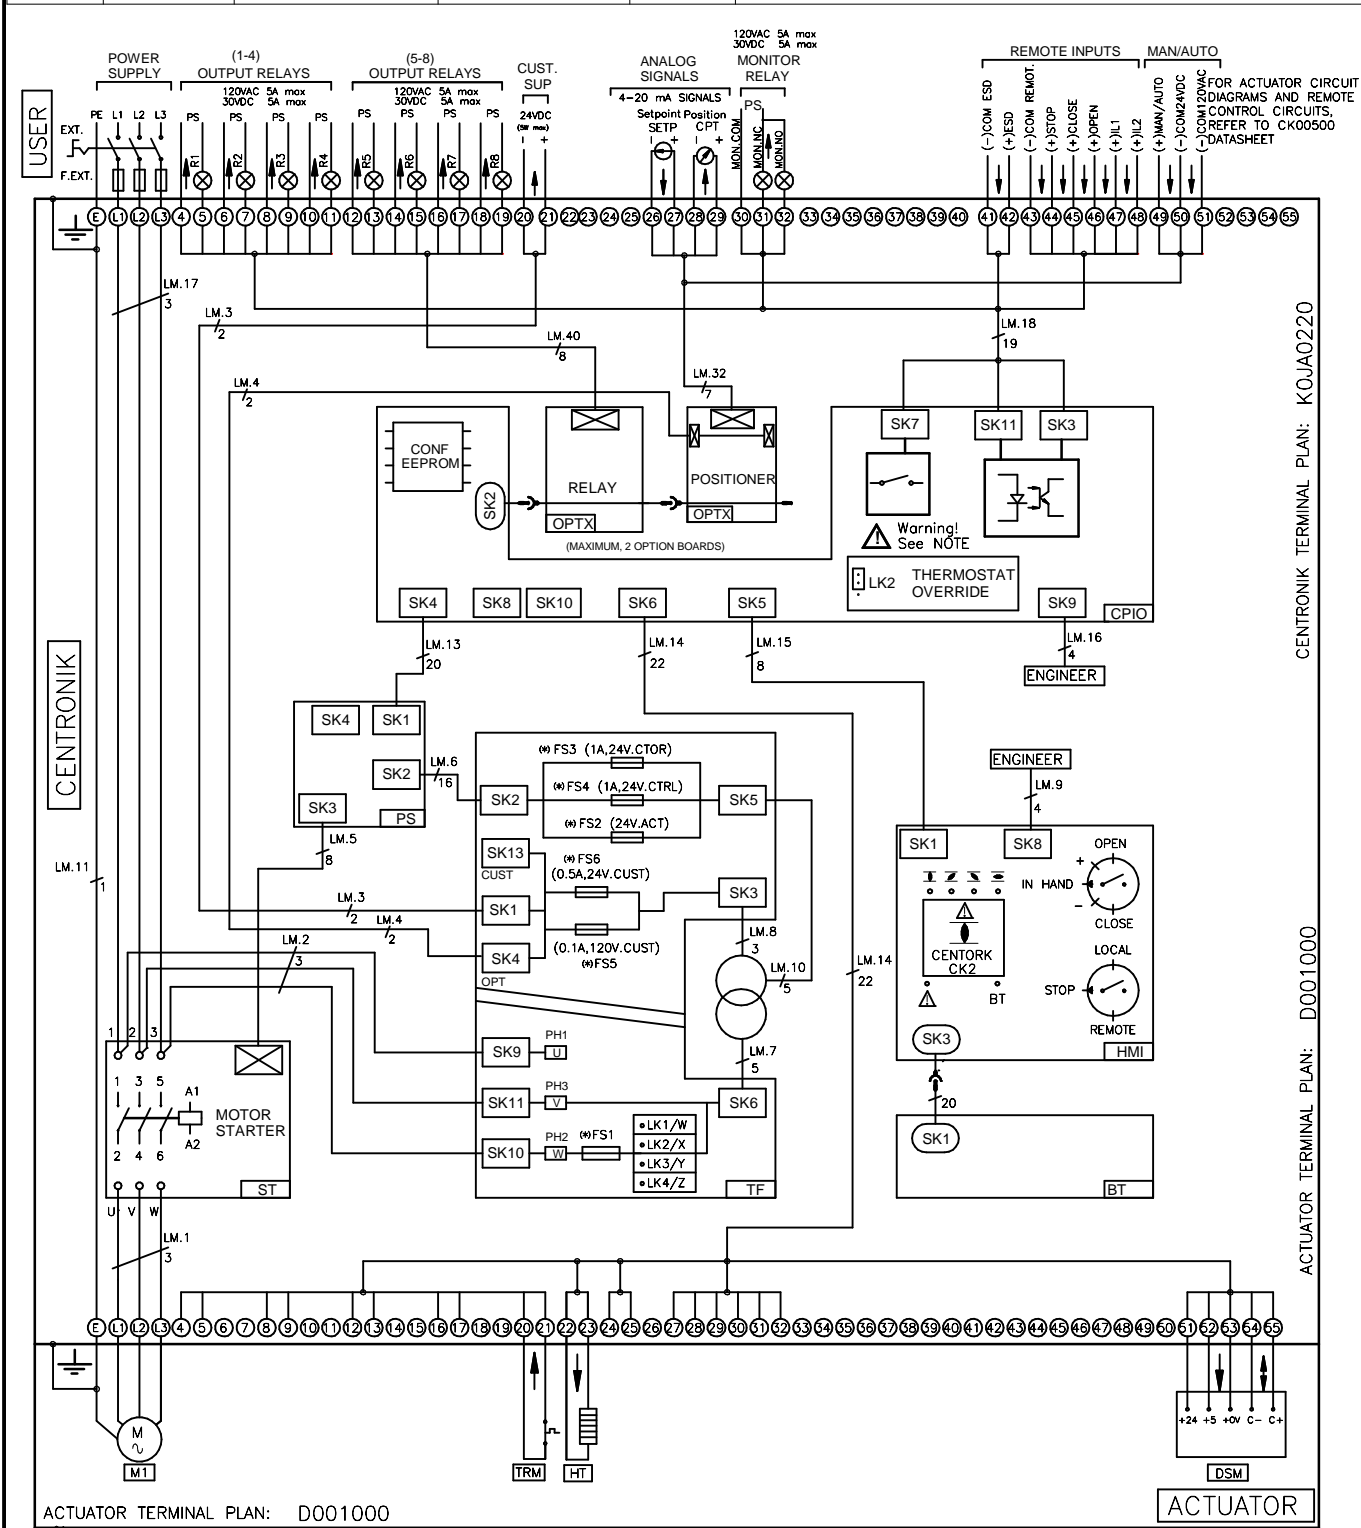 POWER
SUPPLY
(1-4)
OUTPUT RELAYS
120VAC 5A max
30VDC 5A max
(5-8)
OUTPUT RELAYS
120VAC 5A max
30VDC 5A max
CUST.
SUP
24VDC
(5W max)
- +
ANALOG
SIGNALS
4-20 mA SIGNALS
Setpoint Position
SETP CPT
- + - +
120VAC 5A max
30VDC 5A max
MONITOR
RELAY
PS
MON.COM
MON.NC
MON.NO
REMOTE INPUTS
(-)COM ESD
(+)ESD
(-)COM REMOT.
(+)STOP
(+)CLOSE
(+)OPEN
(+)IL1
(+)IL2
MAN/AUTO
(+)MAN/AUTO
(-)COM24VDC
(-)COM120VAC
FOR ACTUATOR CIRCUIT
DIAGRAMS AND REMOTE
CONTROL CIRCUITS,
REFER TO CK00500
DATASHEET
USER
EXT.
F.EXT.
PE L1 L2 L3
PS PS PS PS PS PS PS PS
R1 R2 R3 R4 R5 R6 R7 R8
E L1 L2 L3 4 5 6 7 8 9 10 11 12 13 14 15 16 17 18 19 20 21 22 23 24 25 26 27 28 29 30 31 32 33 34 35 36 37 38 39 40 41 42 43 44 45 46 47 48 49 50 51 52 53 54 55
LM.17
3
LM.3
2
LM.40
8
LM.4
2
LM.32
7
LM.18
19
CENTRONIK TERMINAL PLAN: K0JA0220
CONF
EEPROM
SK2
RELAY
OPTX
POSITIONER
OPTX
(MAXIMUM, 2 OPTION BOARDS)
SK7
SK11
SK3
Warning!
See NOTE
LK2
THERMOSTAT
OVERRIDE
SK4
SK8
SK10
SK6
SK5
SK9
CPIO
LM.13
20
LM.14
22
LM.15
8
LM.16
4
ENGINEER
CENTRONIK
SK4
SK1
SK2
SK3
PS
LM.6
16
LM.5
8
LM.11
1
(*) FS3 (1A,24V.CTOR)
(*) FS4 (1A,24V.CTRL)
(*) FS2 (24V.ACT)
SK2
SK5
SK13
CUST
(*) FS6
(0.5A,24V.CUST)
SK3
SK1
LM.3
2
LM.4
2
SK4
OPT
(0.1A,120V.CUST)
(*)FS5
LM.8
3
LM.10
5
LM.7
5
LM.2
3
SK9
PH1
U
SK11
PH3
V
SK6
SK10
PH2
W
(*)FS1
LK1/W
LK2/X
LK3/Y
LK4/Z
TF
LM.14
22
ENGINEER
LM.9
4
SK1
SK8
OPEN
+
IN HAND
-
CLOSE
CENTORK
CK2
BT
LOCAL
STOP
REMOTE
SK3
HMI
20
SK1
BT
1 2 3
1 3 5
A1
A2
MOTOR
STARTER
2 4 6
ST
U V W
LM.1
3
ACTUATOR TERMINAL PLAN: D001000
E L1 L2 L3 4 5 6 7 8 9 10 11 12 13 14 15 16 17 18 19 20 21 22 23 24 25 26 27 28 29 30 31 32 33 34 35 36 37 38 39 40 41 42 43 44 45 46 47 48 49 50 51 52 53 54 55
M
M1
TRM
HT
+24 +5 +0V C- C+
DSM
ACTUATOR
ACTUATOR TERMINAL PLAN: D001000